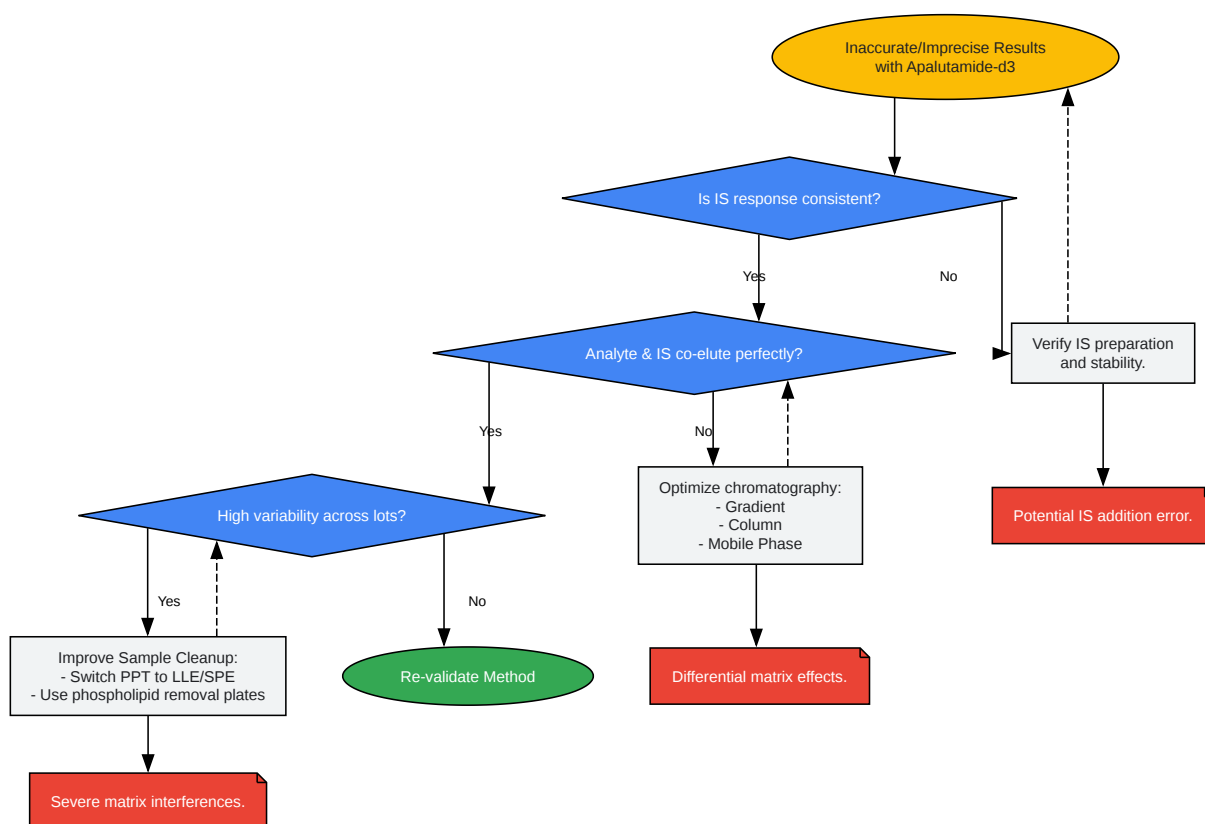 Inaccurate/Imprecise Results
with Apalutamide-d3
Is IS response consistent?
Yes
No
Verify IS preparation
and stability.
Analyte & IS co-elute perfectly?
Yes
No
Optimize chromatography:
- Gradient
- Column
- Mobile Phase
Potential IS addition error.
High variability across lots?
Yes
No
Improve Sample Cleanup:
- Switch PPT to LLE/SPE
- Use phospholipid removal plates
Re-validate Method
Differential matrix effects.
Severe matrix interferences.